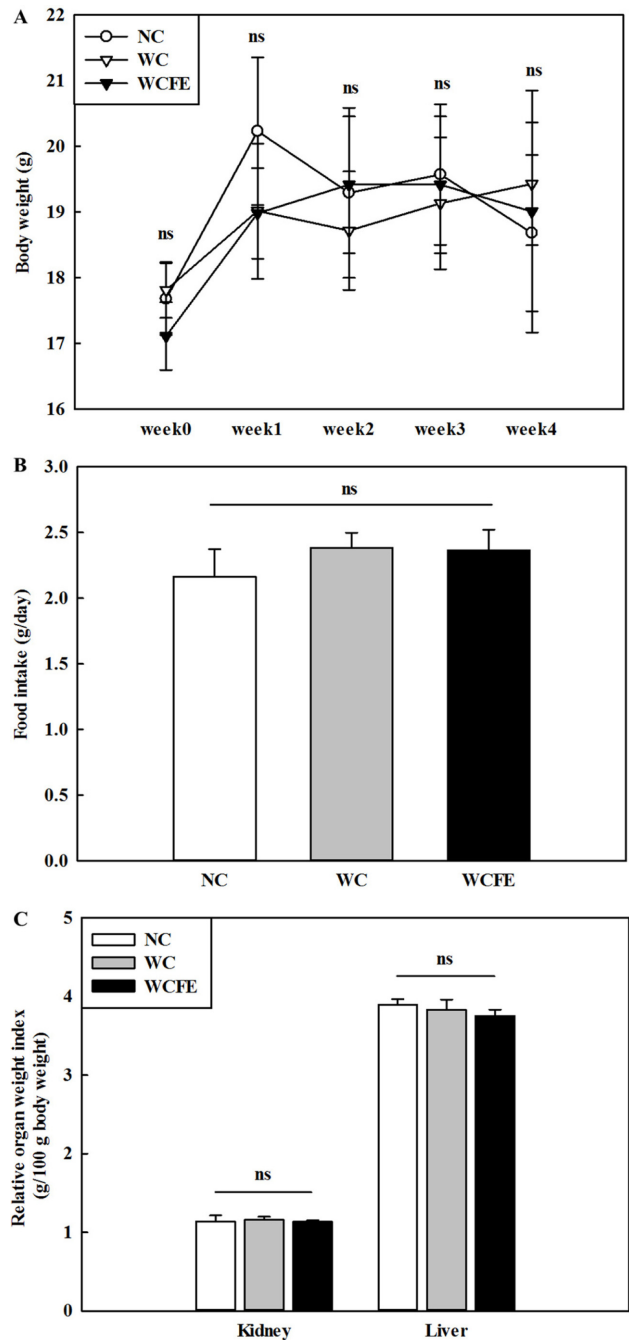 A
22
21
20
19
18
17
16
Body weight (g)
NC
WC
WCFE
ns
ns
ns
ns
ns
week0 week1 week2 week3 week4
B
3.0
2.5
2.0
1.5
1.0
0.5
0.0
Food intake (g/day)
ns
NC WC WCFE
C
5
4
3
2
1
0
Relative organ weight index
(g/100 g body weight)
NC
WC
WCFE
ns
ns
Kidney Liver